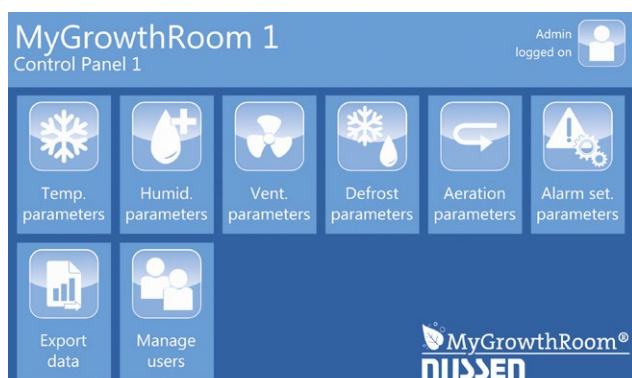 MyGrowthRoom 1
Control Panel 1
Admin
logged on
Temp.
parameters
Humid.
parameters
Vent.
parameters
Defrost
parameters
Aeration
parameters
Alarm set.
parameters
Export
data
Manage
users
MyGrowthRoom®
NIJSSEN